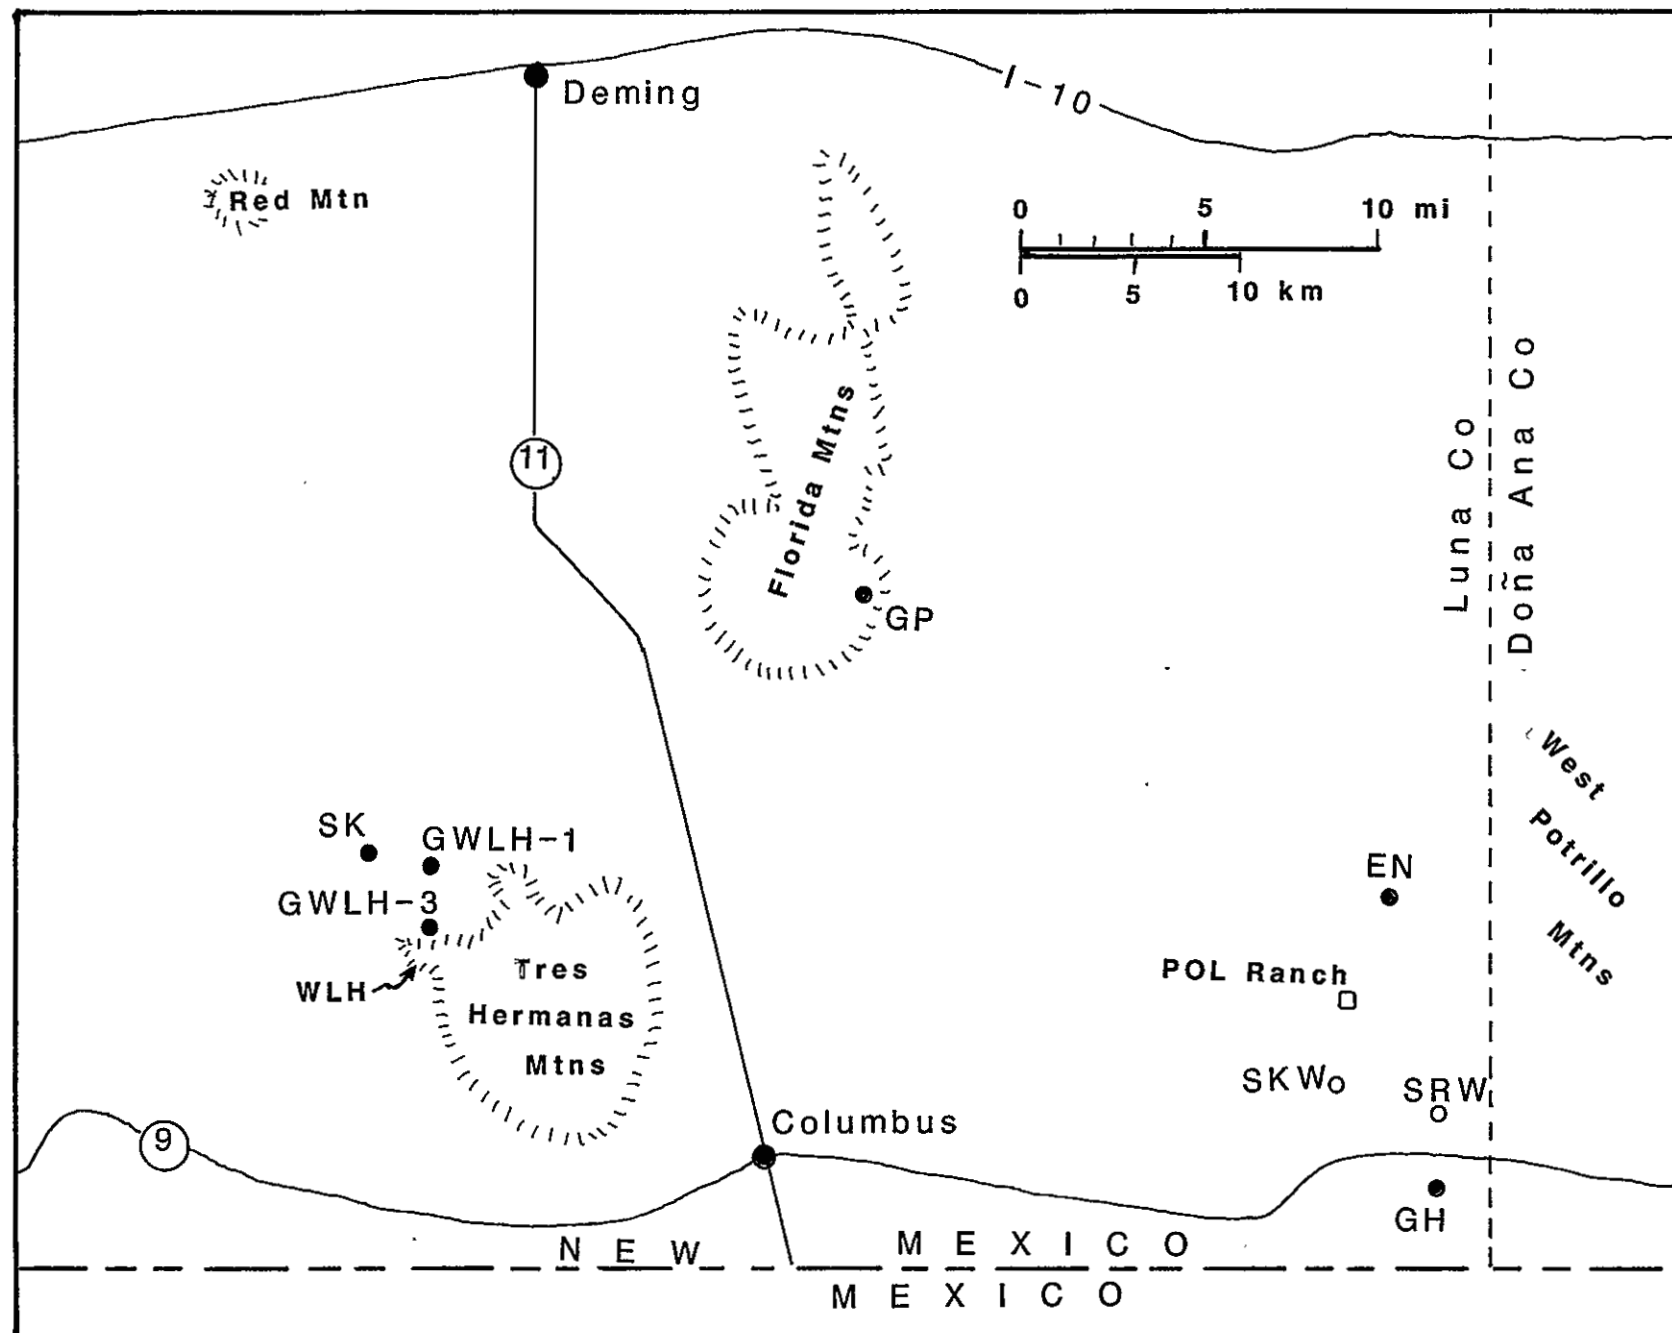 Deming
I-10
Red Mtn
0 5 10 mi
0 5 10 km
11
Florida Mtns
GP
Luna Co
Doña Ana Co
West
Potrillo
Mtns
SK
GWLH-1
GWLH-3
WLH
Tres
Hermanas
Mtns
EN
POL Ranch
SKW
SRW
Columbus
9
GH
NEW MEXICO
MEXICO